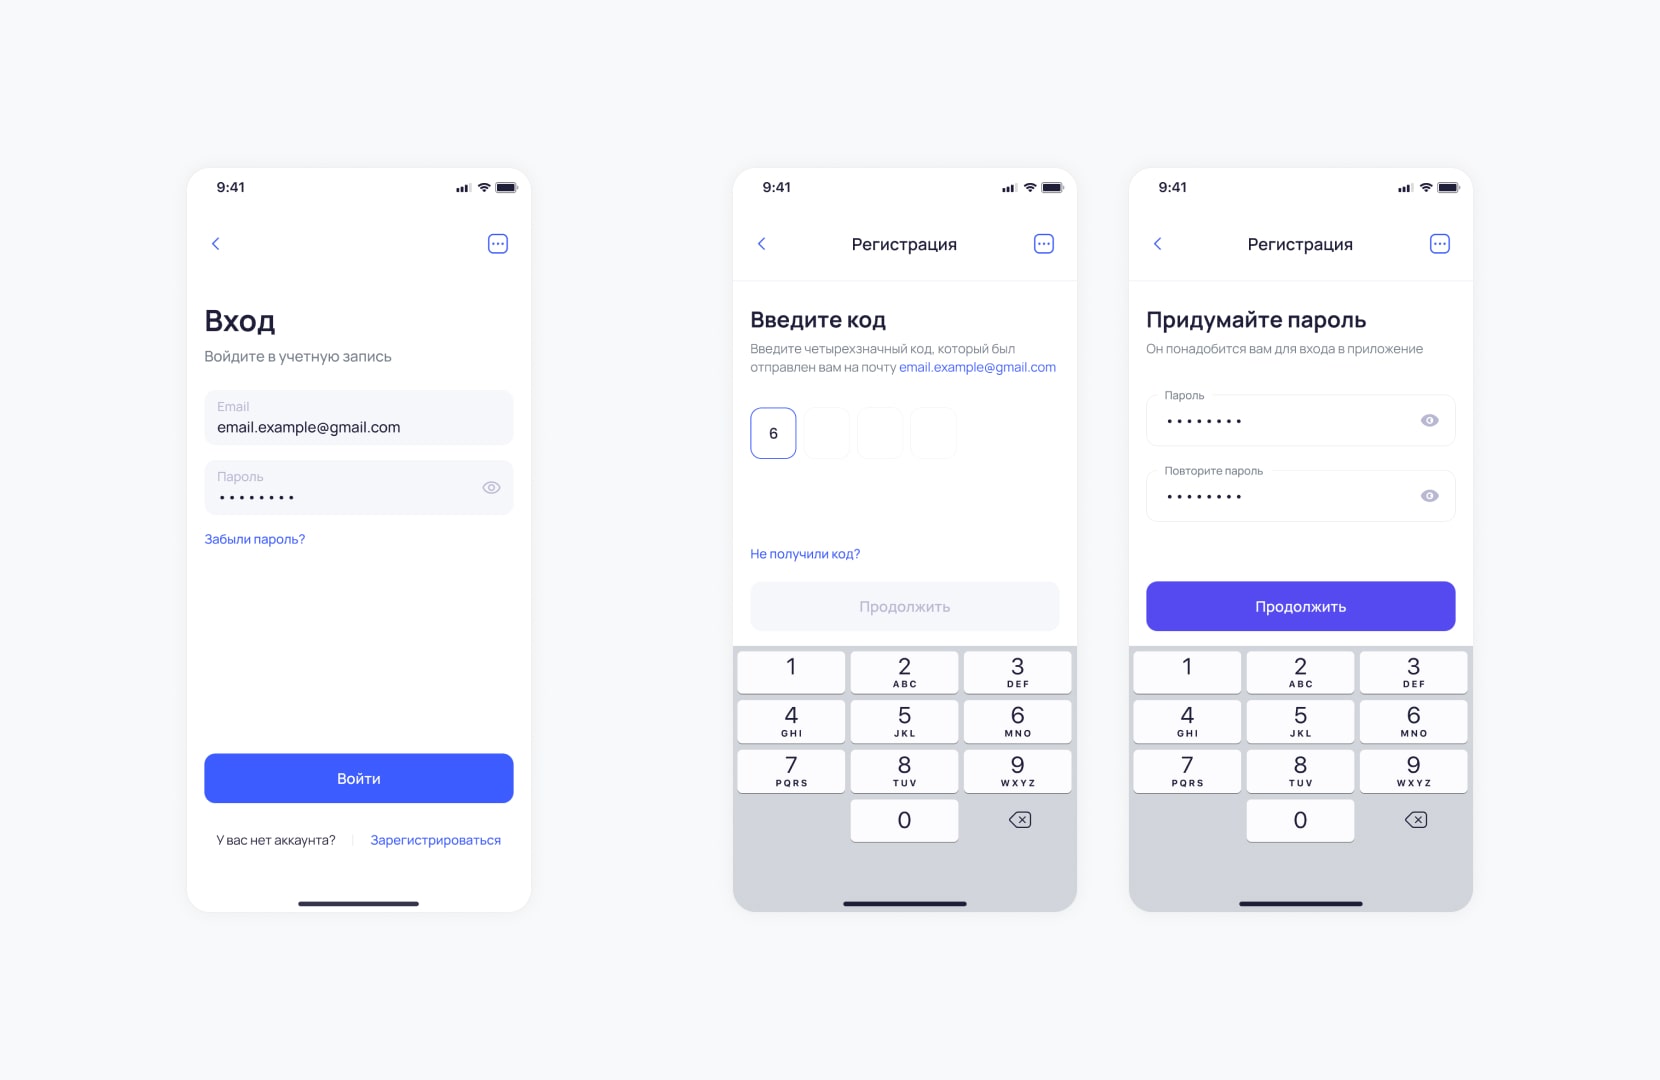 9:41
Вход
Войдите в учетную запись
Email
email.example@gmail.com
Пароль
••••••••
Забыли пароль?
Войти
У вас нет аккаунта?
Зарегистрироваться
9:41
Регистрация
Введите код
Введите четырехзначный код, который был
отправлен вам на почту email.example@gmail.com
6
Не получили код?
Продолжить
1
2
ABC
3
DEF
4
GHI
5
JKL
6
MNO
7
PQRS
8
TUV
9
WXYZ
0
9:41
Регистрация
Придумайте пароль
Он понадобится вам для входа в приложение
Пароль
••••••••
Повторите пароль
••••••••
Продолжить
1
2
ABC
3
DEF
4
GHI
5
JKL
6
MNO
7
PQRS
8
TUV
9
WXYZ
0